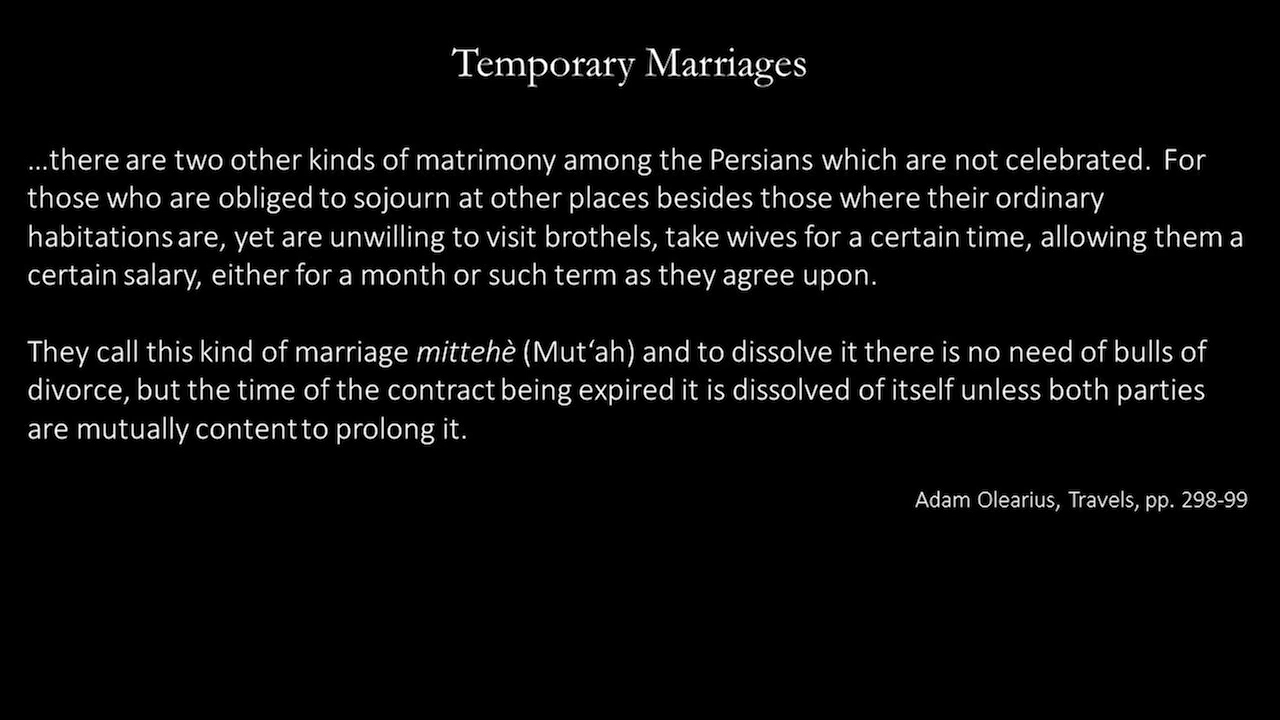 Temporary Marriages
...there are two other kinds of matrimony among the Persians which are not celebrated. For
those who are obliged to sojourn at other places besides those where their ordinary
habitations are, yet are unwilling to visit brothels, take wives for a certain time, allowing them a
certain salary, either for a month or such term as they agree upon.
They call this kind of marriage mittehè (Mut‘ah) and to dissolve it there is no need of bulls of
divorce, but the time of the contract being expired it is dissolved of itself unless both parties
are mutually content to prolong it.
Adam Olearius, Travels, pp. 298-99